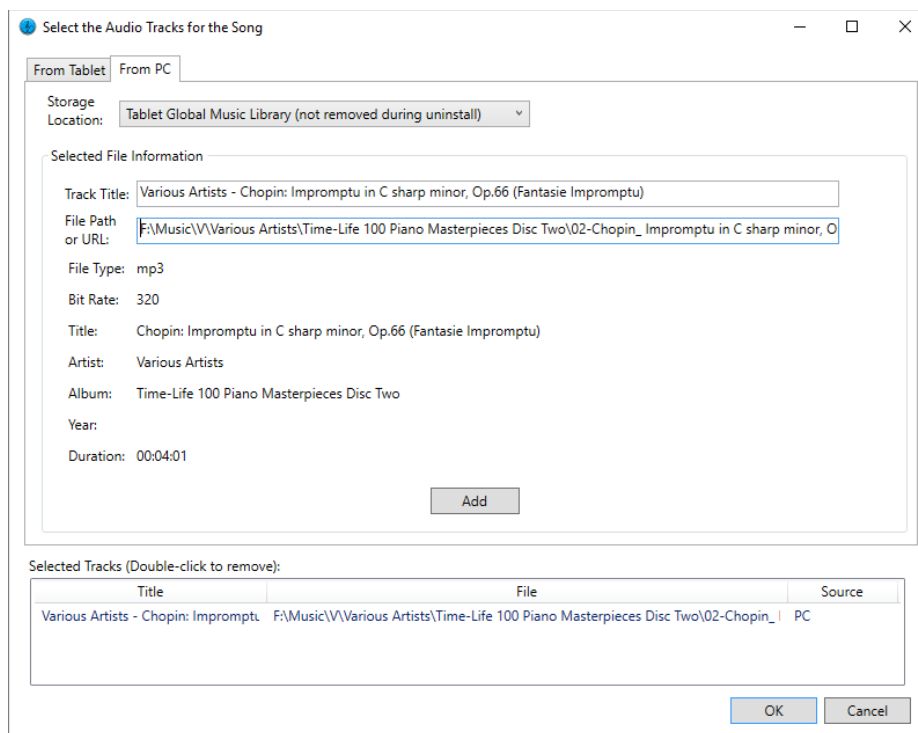 Select the Audio Tracks for the Song
From Tablet From PC
Storage
Location:
Tablet Global Music Library (not removed during uninstall)
Selected File Information
Track Title: Various Artists - Chopin: Impromptu in C sharp minor, Op.66 (Fantasie Impromptu)
File Path
or URL:
F:\Music\V\Various Artists\Time-Life 100 Piano Masterpieces Disc Two\02-Chopin_ Impromptu in C sharp minor, O
File Type: mp3
Bit Rate: 320
Title: Chopin: Impromptu in C sharp minor, Op.66 (Fantasie Impromptu)
Artist: Various Artists
Album: Time-Life 100 Piano Masterpieces Disc Two
Year:
Duration: 00:04:01
Add
Selected Tracks (Double-click to remove):
Title File Source
Various Artists - Chopin: Impromptu F:\Music\V\Various Artists\Time-Life 100 Piano Masterpieces Disc Two\02-Chopin_ PC
OK Cancel